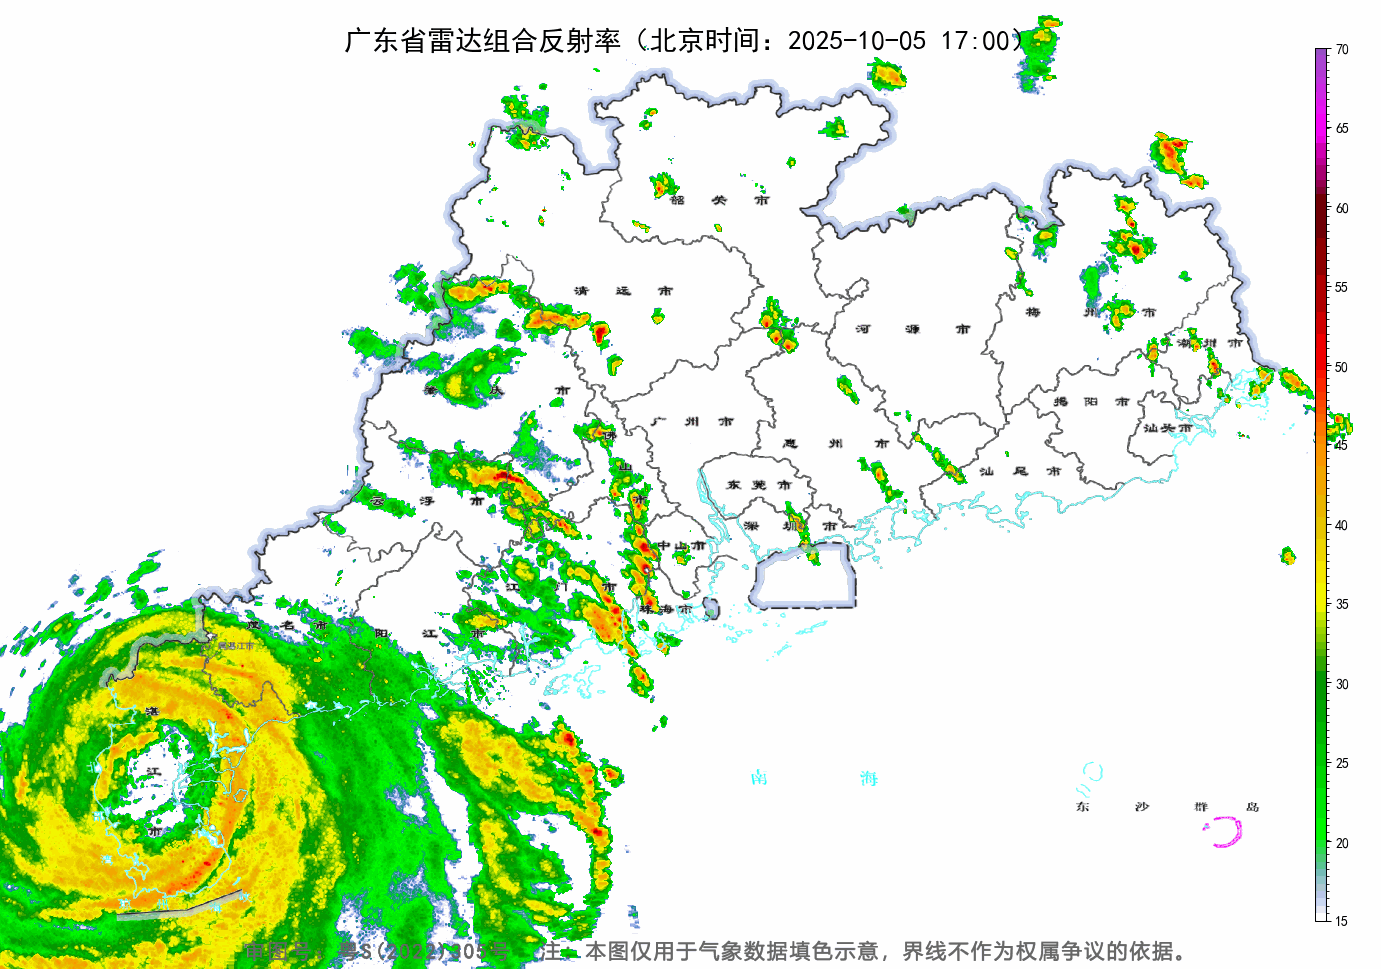 广东省雷达组合反射率（北京时间：2025-10-05 17:00）
70
65
60
55
50
45
40
35
30
25
20
15
韶关市
清远市
河源市
梅州市
潮州市
肇庆市
广州市
揭阳市
汕头市
惠州市
佛山市
东莞市
汕尾市
云浮市
深圳市
中山市
江门市
珠海市
茂名市
阳江市
湛江市
南海
东沙群岛
审图号：粤S(2022)305号 注：本图仅用于气象数据填色示意，界线不作为权属争议的依据。